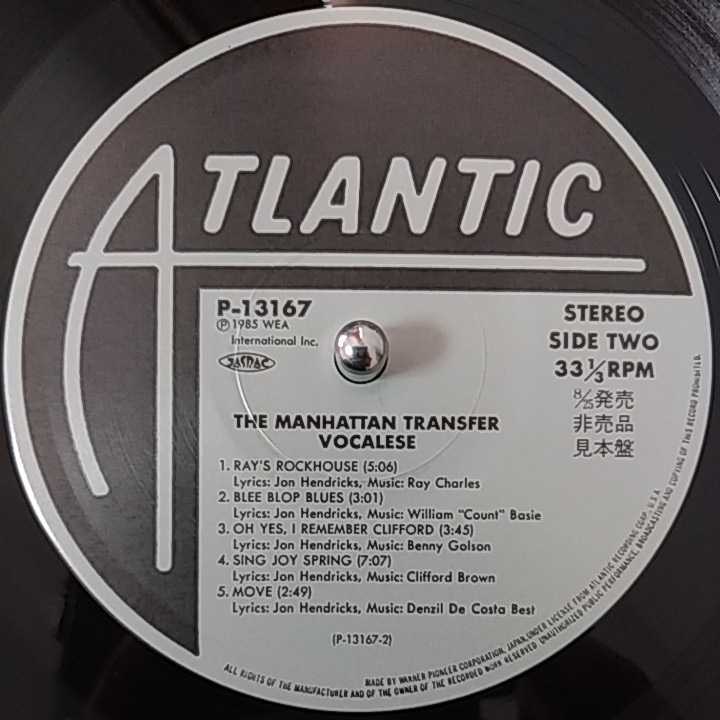 ATLANTIC
P-13167
Ⓟ1985 WEA
International Inc.
JASRAC
STEREO
SIDE TWO
33 1/3 RPM
8/25発売
非売品
見本盤
THE MANHATTAN TRANSFER
VOCALESE
1. RAY'S ROCKHOUSE (5:06)
Lyrics: Jon Hendricks, Music: Ray Charles
2. BLEE BLOP BLUES (3:01)
Lyrics: Jon Hendricks, Music: William "Count" Basie
3. OH YES, I REMEMBER CLIFFORD (3:45)
Lyrics: Jon Hendricks, Music: Benny Golson
4. SING JOY SPRING (7:07)
Lyrics: Jon Hendricks, Music: Clifford Brown
5. MOVE (2:49)
Lyrics: Jon Hendricks, Music: Denzil De Costa Best
(P-13167-2)
MADE BY WARNER PIONEER CORPORATION, JAPAN, UNDER LICENSE FROM ATLANTIC RECORDING CORP., U.S.A.
ALL RIGHTS OF THE MANUFACTURER AND OF THE OWNER OF THE RECORDED WORK RESERVED. UNAUTHORIZED PUBLIC PERFORMANCE, BROADCASTING AND COPYING OF THIS RECORD PROHIBITED.